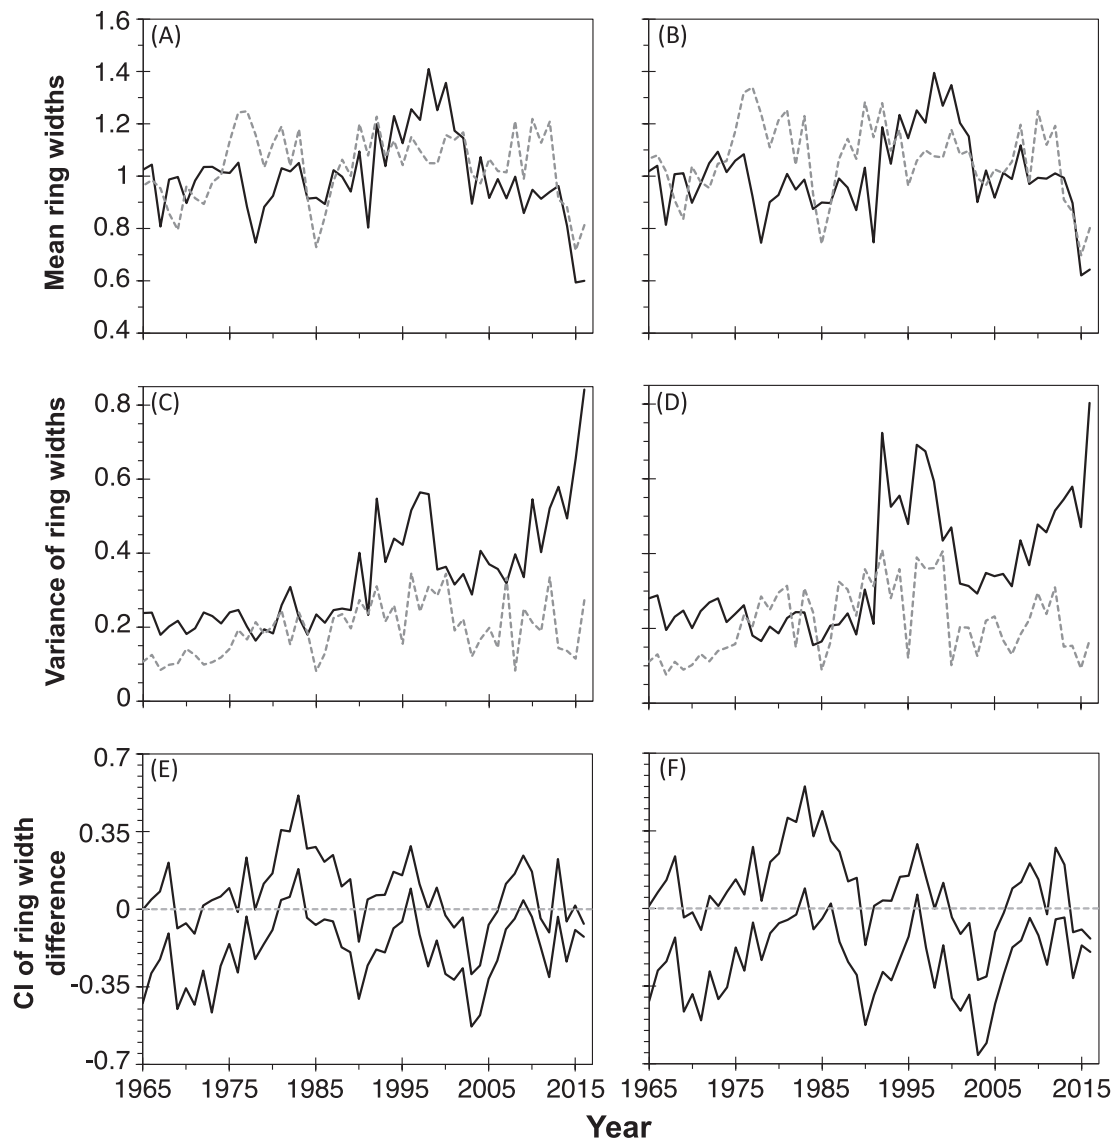 1.6
(A)
(B)
1.4
1.2
1
0.8
0.6
0.4
Mean ring widths
0.8
(C)
(D)
0.6
0.4
0.2
0
Variance of ring widths
0.7
(E)
(F)
0.35
0
-0.35
-0.7
CI of ring width
difference
1965 1975 1985 1995 2005 2015
1965 1975 1985 1995 2005 2015
Year